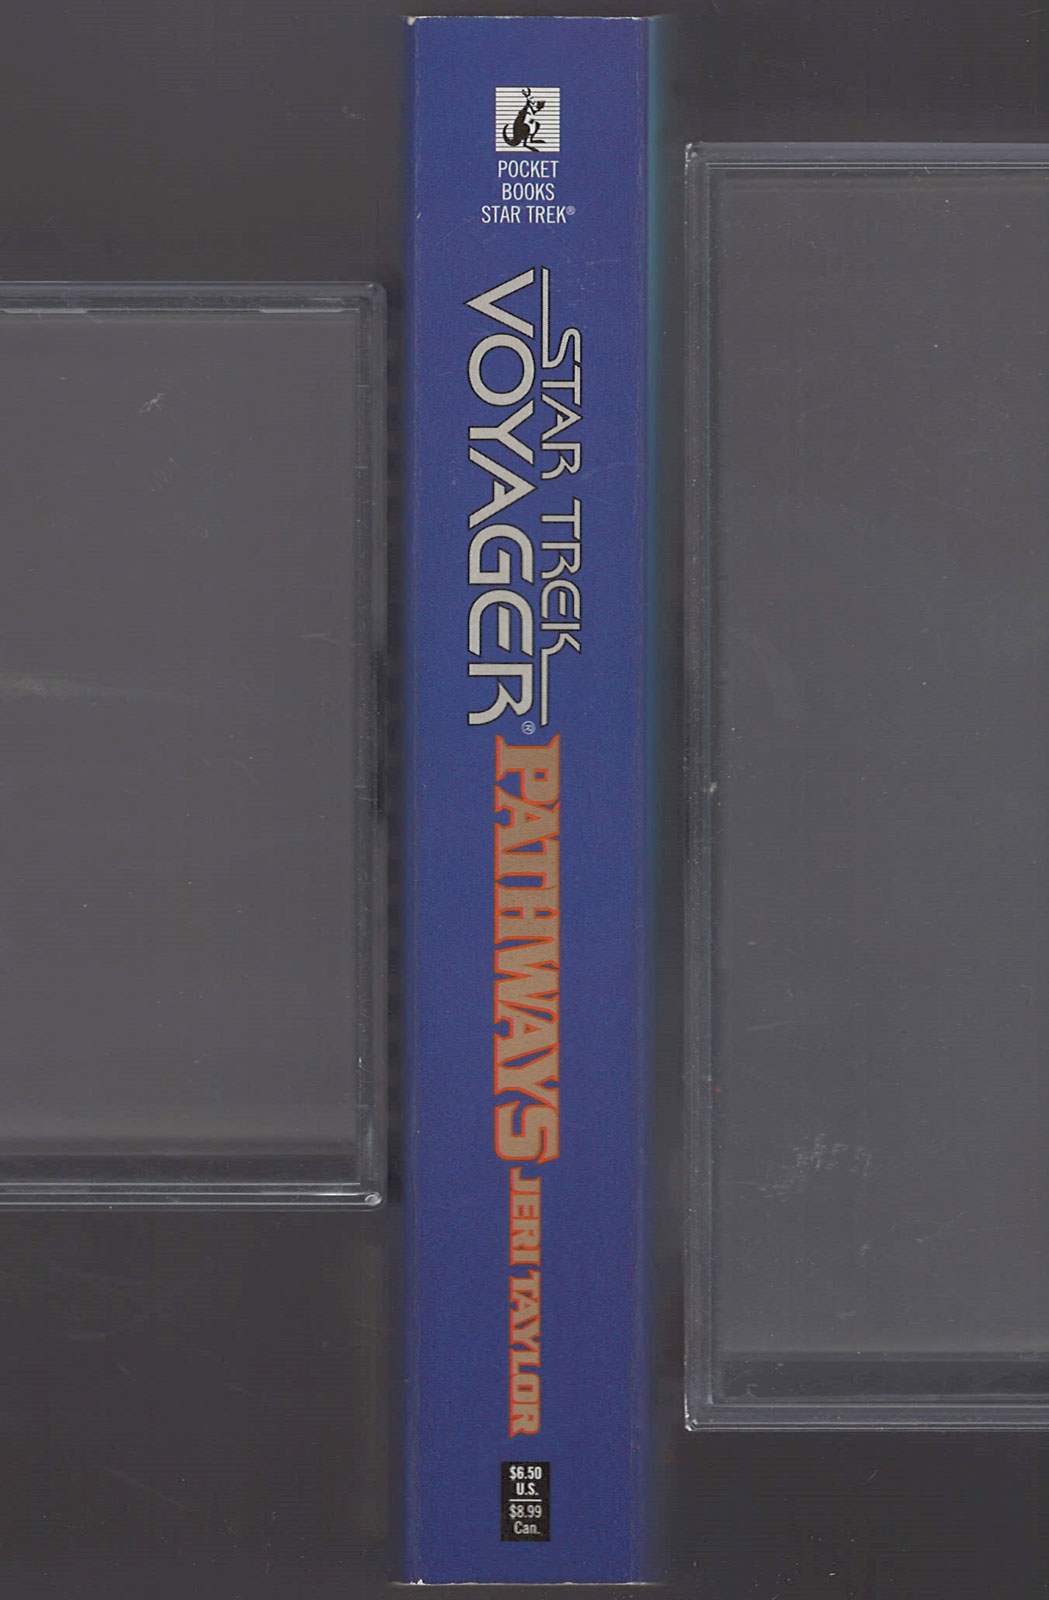 POCKET
BOOKS
STAR TREK®
STAR TREK
VOYAGER®
PATHWAYS
JERI TAYLOR
$6.50
U.S.
$8.99
Can.